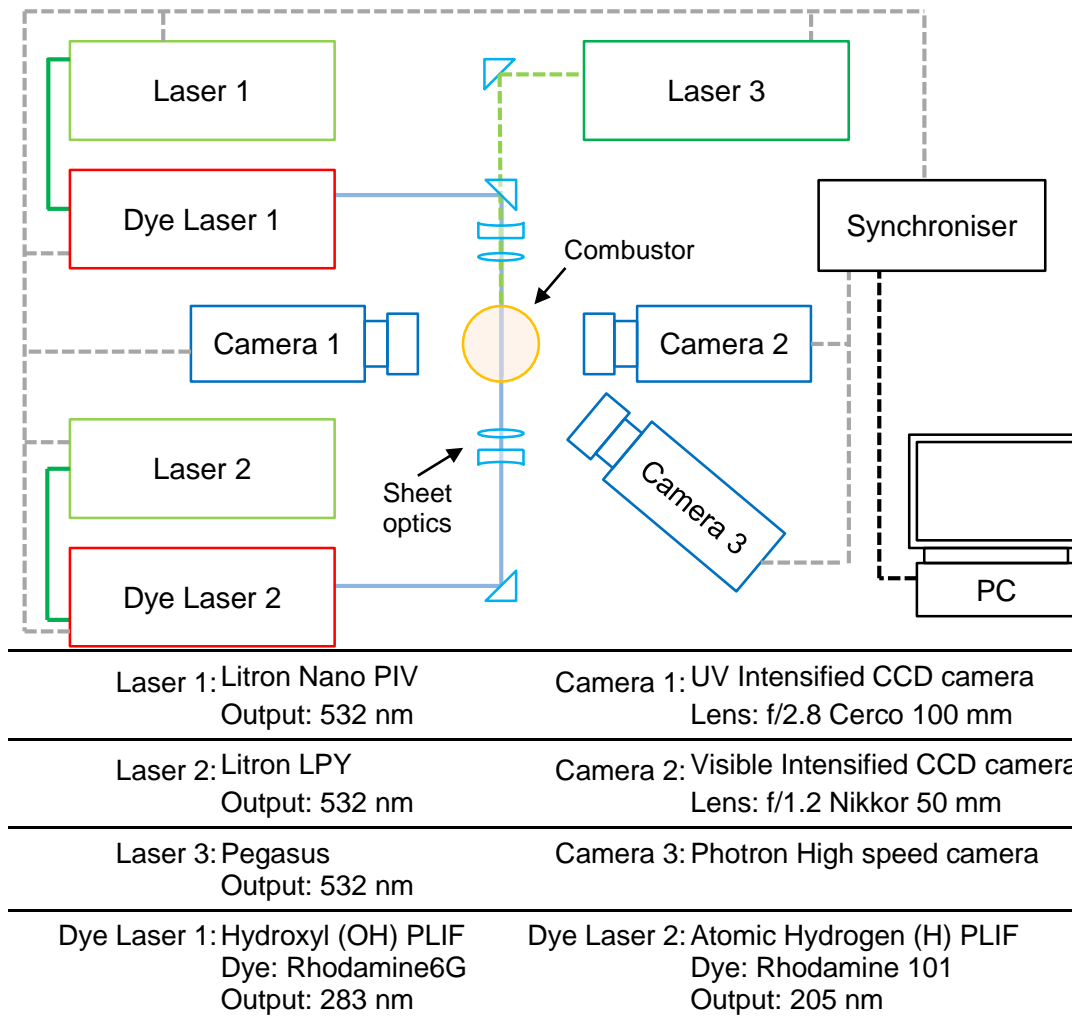 Laser 1
Laser 3
Dye Laser 1
Synchroniser
Combustor
Camera 1
Camera 2
Laser 2
Sheet
optics
Camera 3
Dye Laser 2
PC
Laser 1: Litron Nano PIV
Output: 532 nm
Camera 1: UV Intensified CCD camera
Lens: f/2.8 Cerco 100 mm
Laser 2: Litron LPY
Output: 532 nm
Camera 2: Visible Intensified CCD camera
Lens: f/1.2 Nikkor 50 mm
Laser 3: Pegasus
Output: 532 nm
Camera 3: Photron High speed camera
Dye Laser 1: Hydroxyl (OH) PLIF
Dye: Rhodamine6G
Output: 283 nm
Dye Laser 2: Atomic Hydrogen (H) PLIF
Dye: Rhodamine 101
Output: 205 nm